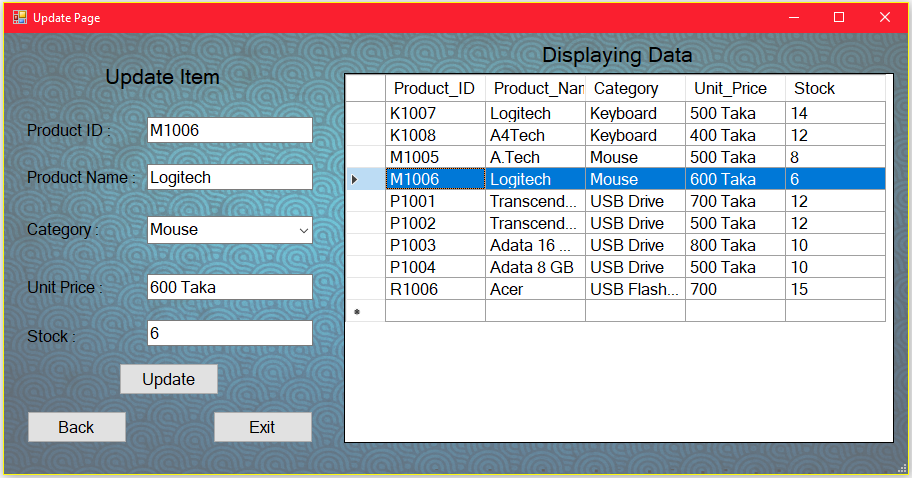 Update Page
Update Item
Product ID : M1006
Product Name : Logitech
Category : Mouse
Unit Price : 600 Taka
Stock : 6
Update
Back Exit
Displaying Data
Product_ID Product_Nan Category Unit_Price Stock
K1007 Logitech Keyboard 500 Taka 14
K1008 A4Tech Keyboard 400 Taka 12
M1005 A.Tech Mouse 500 Taka 8
M1006 Logitech Mouse 600 Taka 6
P1001 Transcend... USB Drive 700 Taka 12
P1002 Transcend... USB Drive 500 Taka 12
P1003 Adata 16 ... USB Drive 800 Taka 10
P1004 Adata 8 GB USB Drive 500 Taka 10
R1006 Acer USB Flash... 700 15